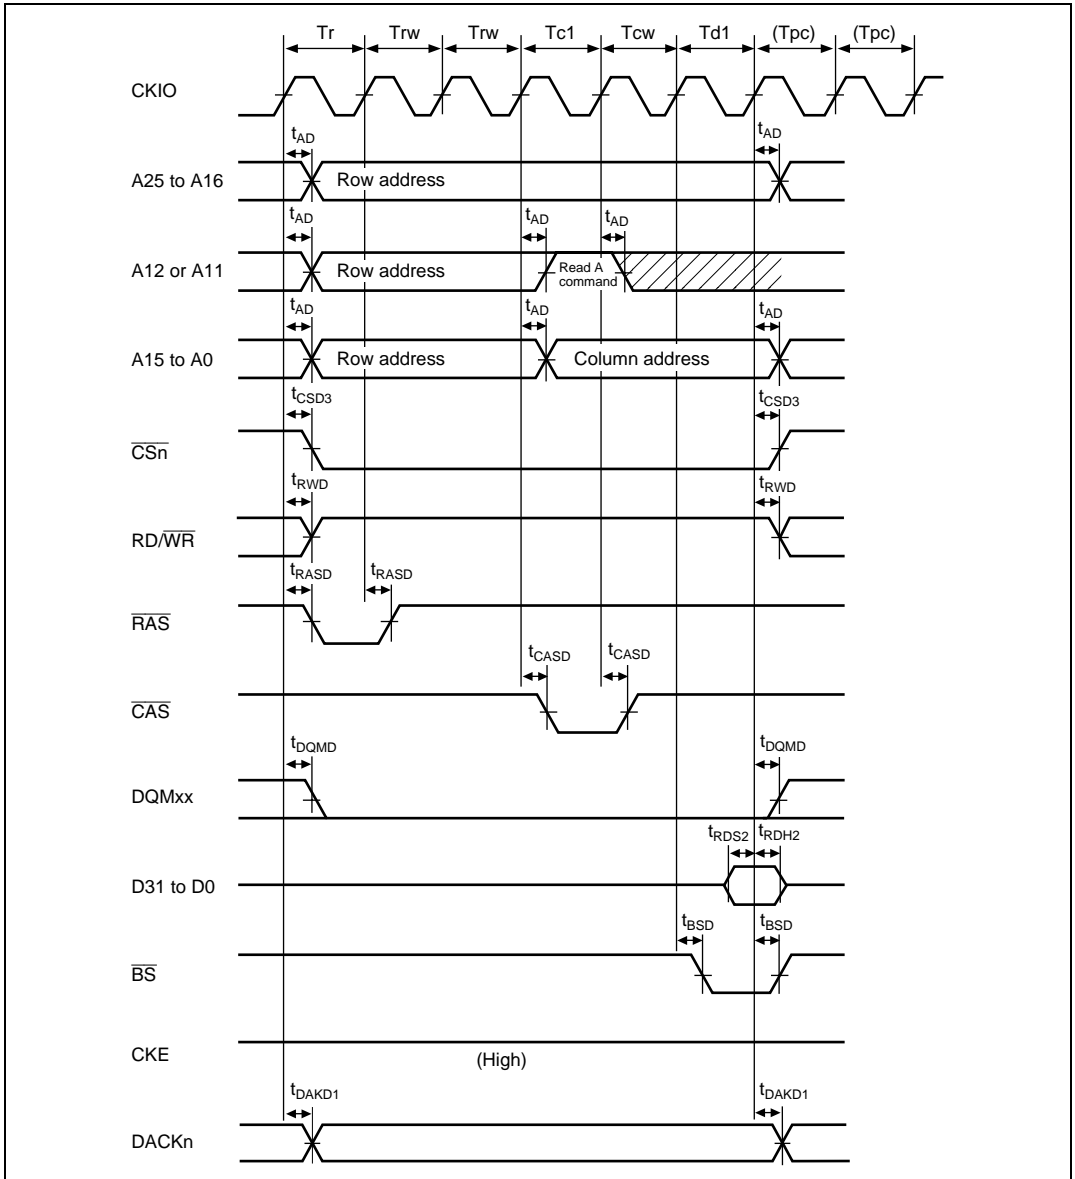 Tr Trw Trw Tc1 Tcw Td1 (Tpc) (Tpc)
CKIO
tAD tAD
A25 to A16 Row address
tAD tAD tAD
A12 or A11 Row address Read A command
tAD tAD tAD
A15 to A0 Row address Column address
tCSD3 tCSD3
CSn
tRWD tRWD
RD/WR
tRASD tRASD
RAS
tCASD tCASD
CAS
tDQMD tDQMD
DQMxx
tRDS2 tRDH2
D31 to D0
tBSD tBSD
BS
CKE (High)
tDAKD1 tDAKD1
DACKn